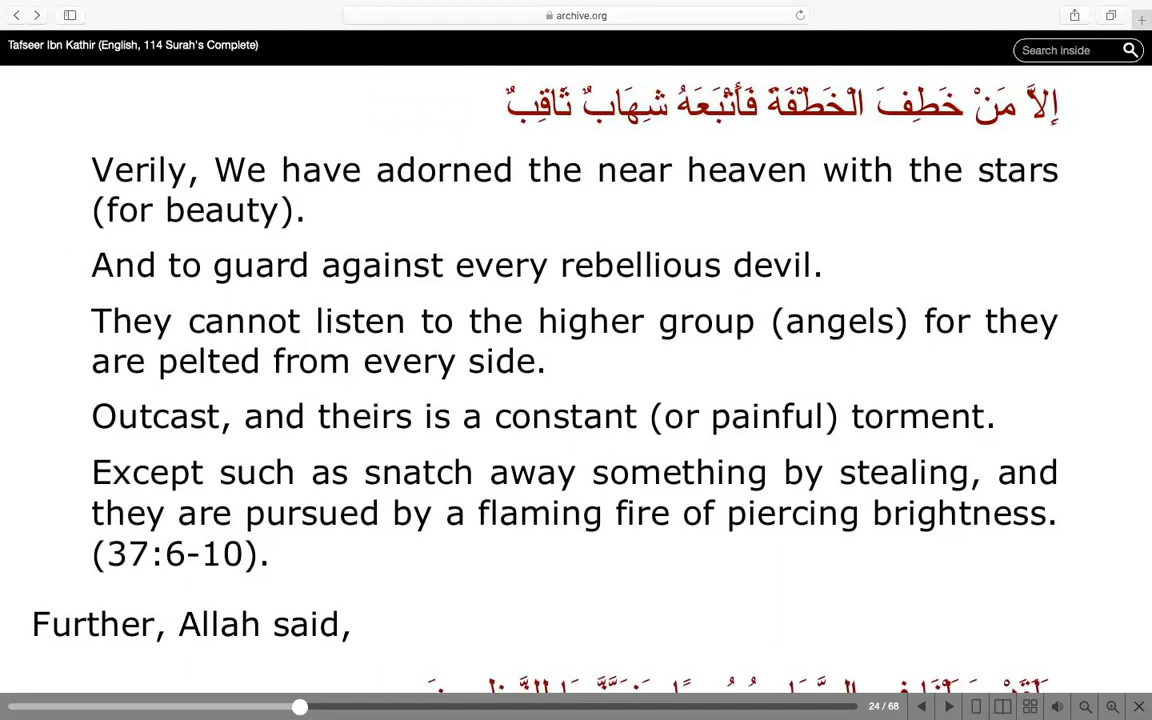 archive.org
Tafseer Ibn Kathir (English, 114 Surah's Complete)
Search inside
إِلاَّ مَنْ خَطِفَ الْخَطْفَةَ فَأَتْبَعَهُ شِهَابٌ ثَاقِبٌ
Verily, We have adorned the near heaven with the stars
(for beauty).
And to guard against every rebellious devil.
They cannot listen to the higher group (angels) for they
are pelted from every side.
Outcast, and theirs is a constant (or painful) torment.
Except such as snatch away something by stealing, and
they are pursued by a flaming fire of piercing brightness.
(37:6-10).
Further, Allah said,
24 / 68